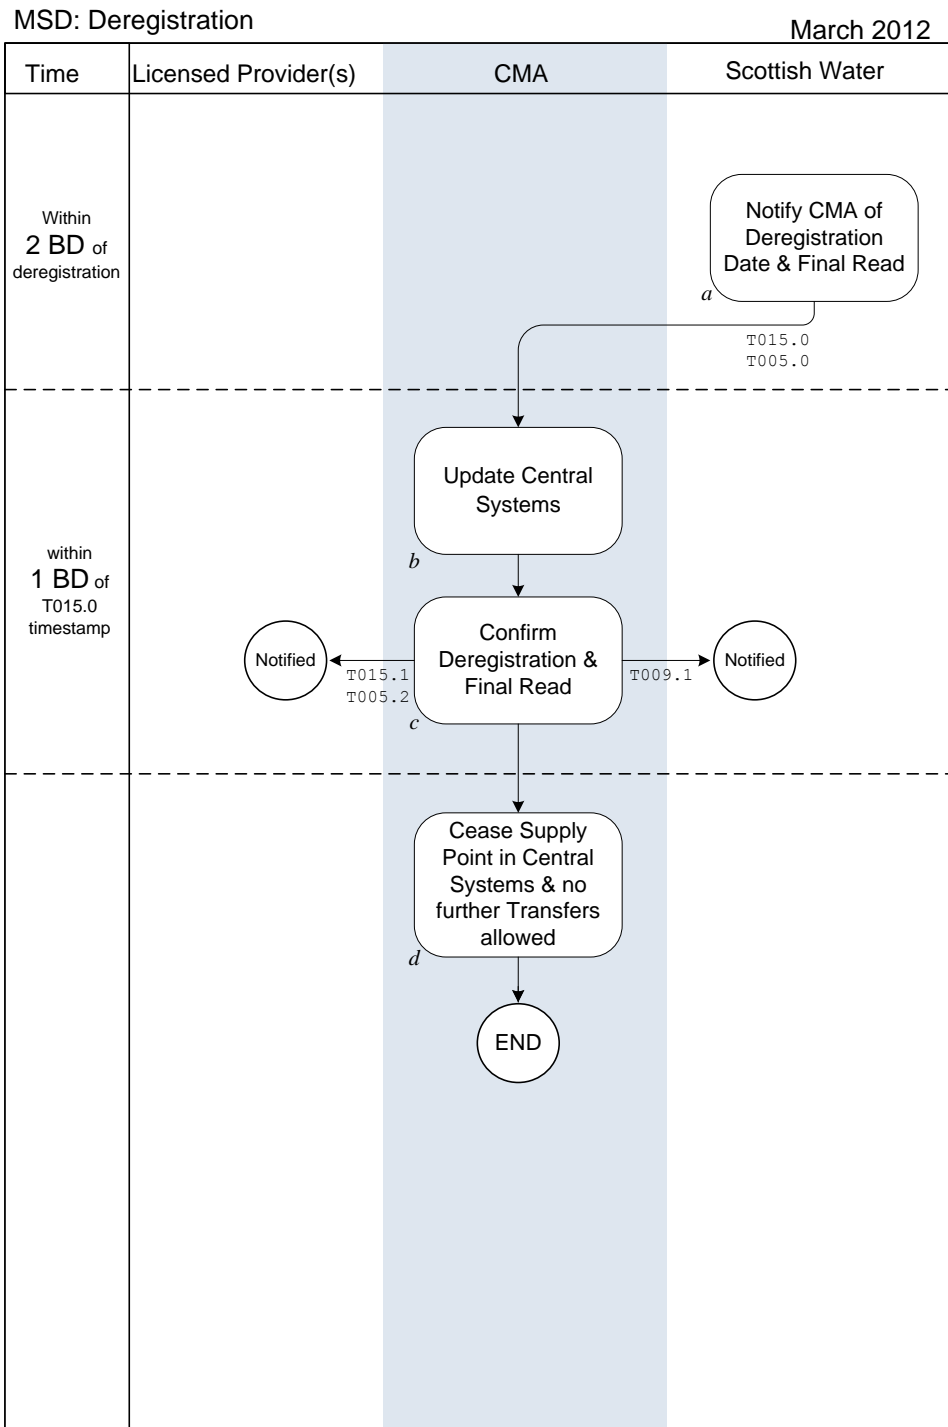 MSD: Deregistration
March 2012
Time
Licensed Provider(s)
CMA
Scottish Water
Within
2 BD of
deregistration
Notify CMA of
Deregistration
Date & Final Read
a
T015.0
T005.0
Update Central
Systems
b
within
1 BD of
T015.0
timestamp
Confirm
Deregistration &
Final Read
c
Notified
T015.1
T005.2
T009.1
Notified
Cease Supply
Point in Central
Systems & no
further Transfers
allowed
d
END